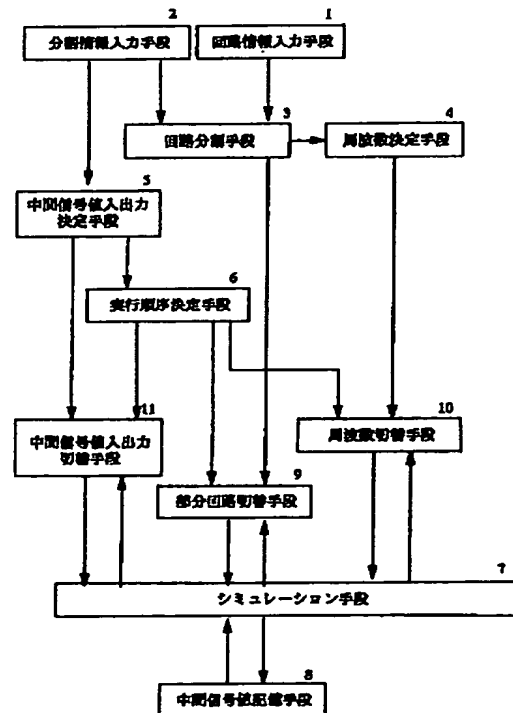 2
1
分割情報入力手段
回路情報入力手段
3
4
回路分割手段
周波数決定手段
5
中間信号値入出力
決定手段
6
実行順序決定手段
11
10
中間信号値入出力
切替手段
周波数切替手段
9
部分回路切替手段
7
シミュレーション手段
8
中間信号値記憶手段